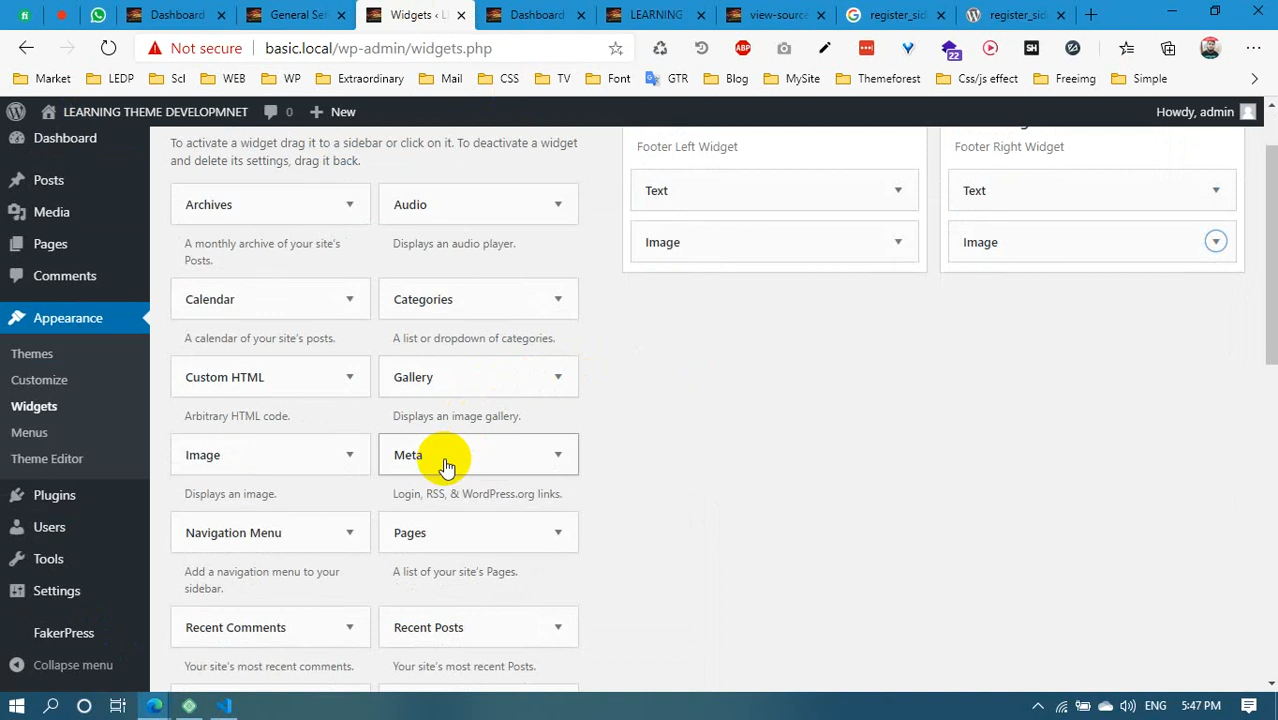 Dashboard
General Set
Widgets ‹ L
Dashboard
LEARNING
view-source
register_sid
register_sid
Not secure
basic.local/wp-admin/widgets.php
ABP
SH
22
Market
LEDP
Scl
WEB
WP
Extraordinary
Mail
CSS
TV
Font
GTR
Blog
MySite
Themeforest
Css/js effect
Freeimg
Simple
LEARNING THEME DEVELOPMNET
0
New
Howdy, admin
Dashboard
Posts
Media
Pages
Comments
Appearance
Themes
Customize
Widgets
Menus
Theme Editor
Plugins
Users
Tools
Settings
FakerPress
Collapse menu
To activate a widget drag it to a sidebar or click on it. To deactivate a widget
and delete its settings, drag it back.
Archives
Audio
A monthly archive of your site's
Posts.
Displays an audio player.
Calendar
Categories
A calendar of your site's posts.
A list or dropdown of categories.
Custom HTML
Gallery
Arbitrary HTML code.
Displays an image gallery.
Image
Meta
Displays an image.
Login, RSS, & WordPress.org links.
Navigation Menu
Pages
Add a navigation menu to your
sidebar.
A list of your site's Pages.
Recent Comments
Recent Posts
Your site's most recent comments.
Your site's most recent Posts.
Footer Left Widget
Text
Image
Footer Right Widget
Text
Image
ENG
5:47 PM